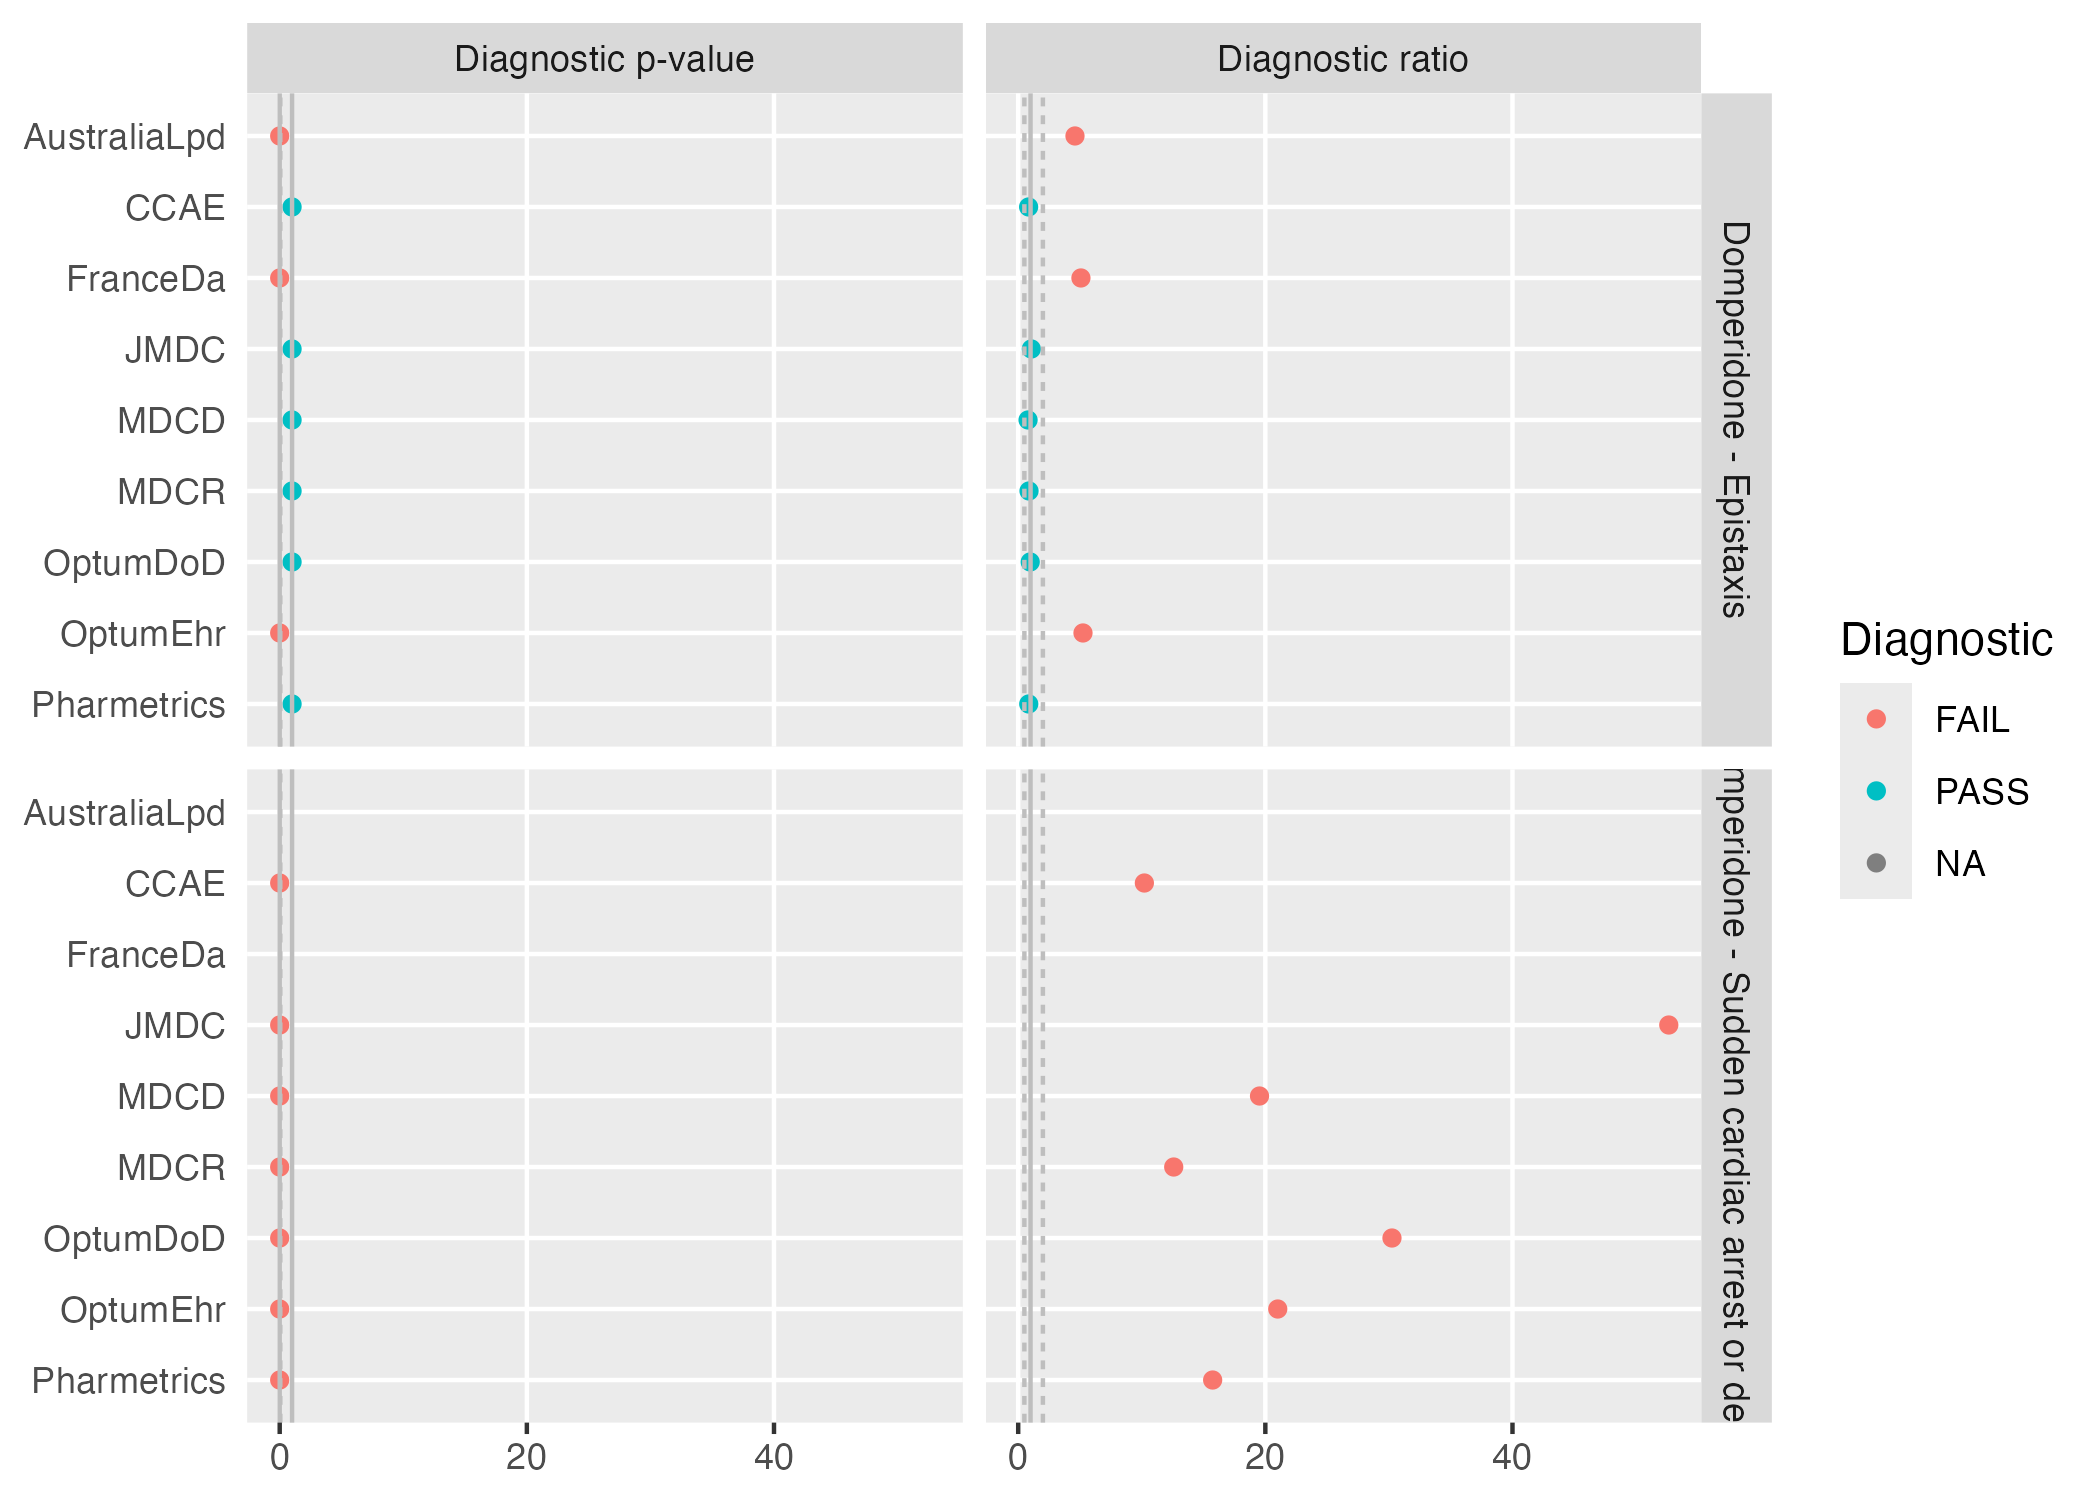 Diagnostic p-value
Diagnostic ratio
AustraliaLpd
CCAE
FranceDa
JMDC
MDCD
MDCR
OptumDoD
OptumEhr
Pharmetrics
Domperidone - Epistaxis
AustraliaLpd
CCAE
FranceDa
JMDC
MDCD
MDCR
OptumDoD
OptumEhr
Pharmetrics
mperidone - Sudden cardiac arrest or de
0
20
40
0
20
40
Diagnostic
FAIL
PASS
NA